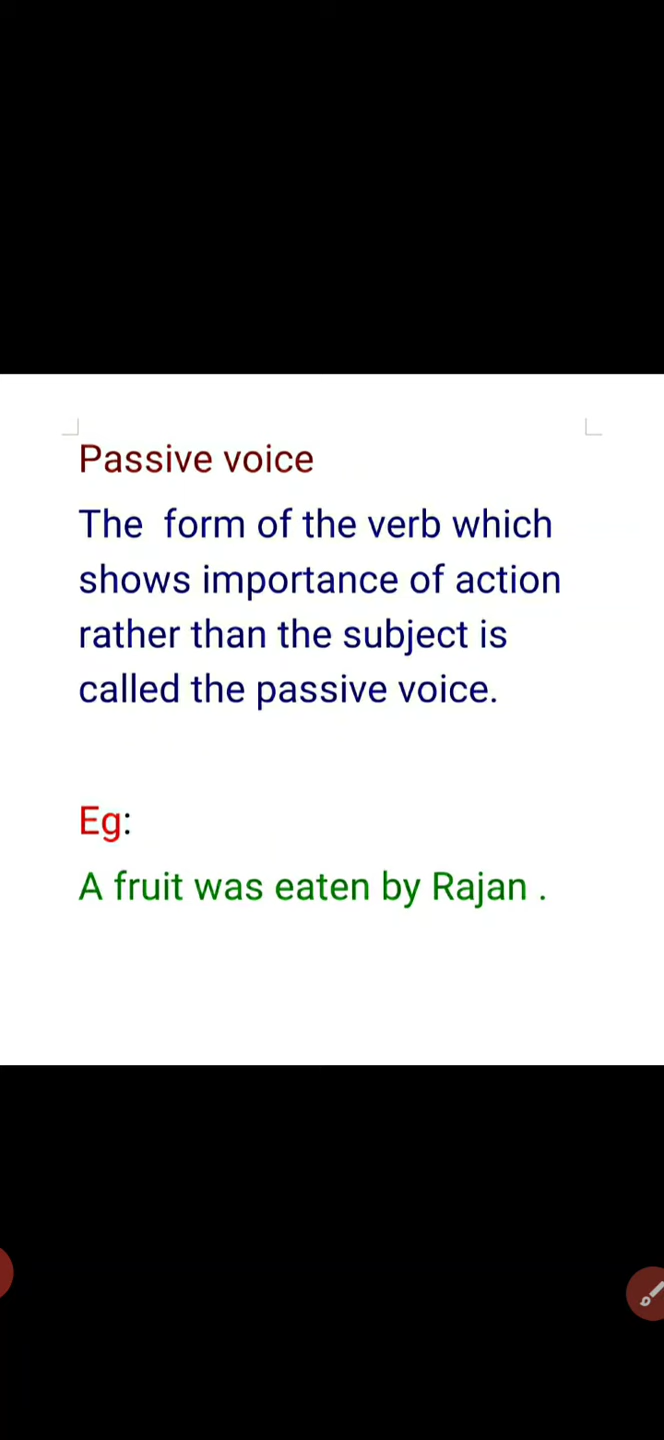 Passive voice
The  form of the verb which
shows importance of action
rather than the subject is
called the passive voice.
Eg:
A fruit was eaten by Rajan .